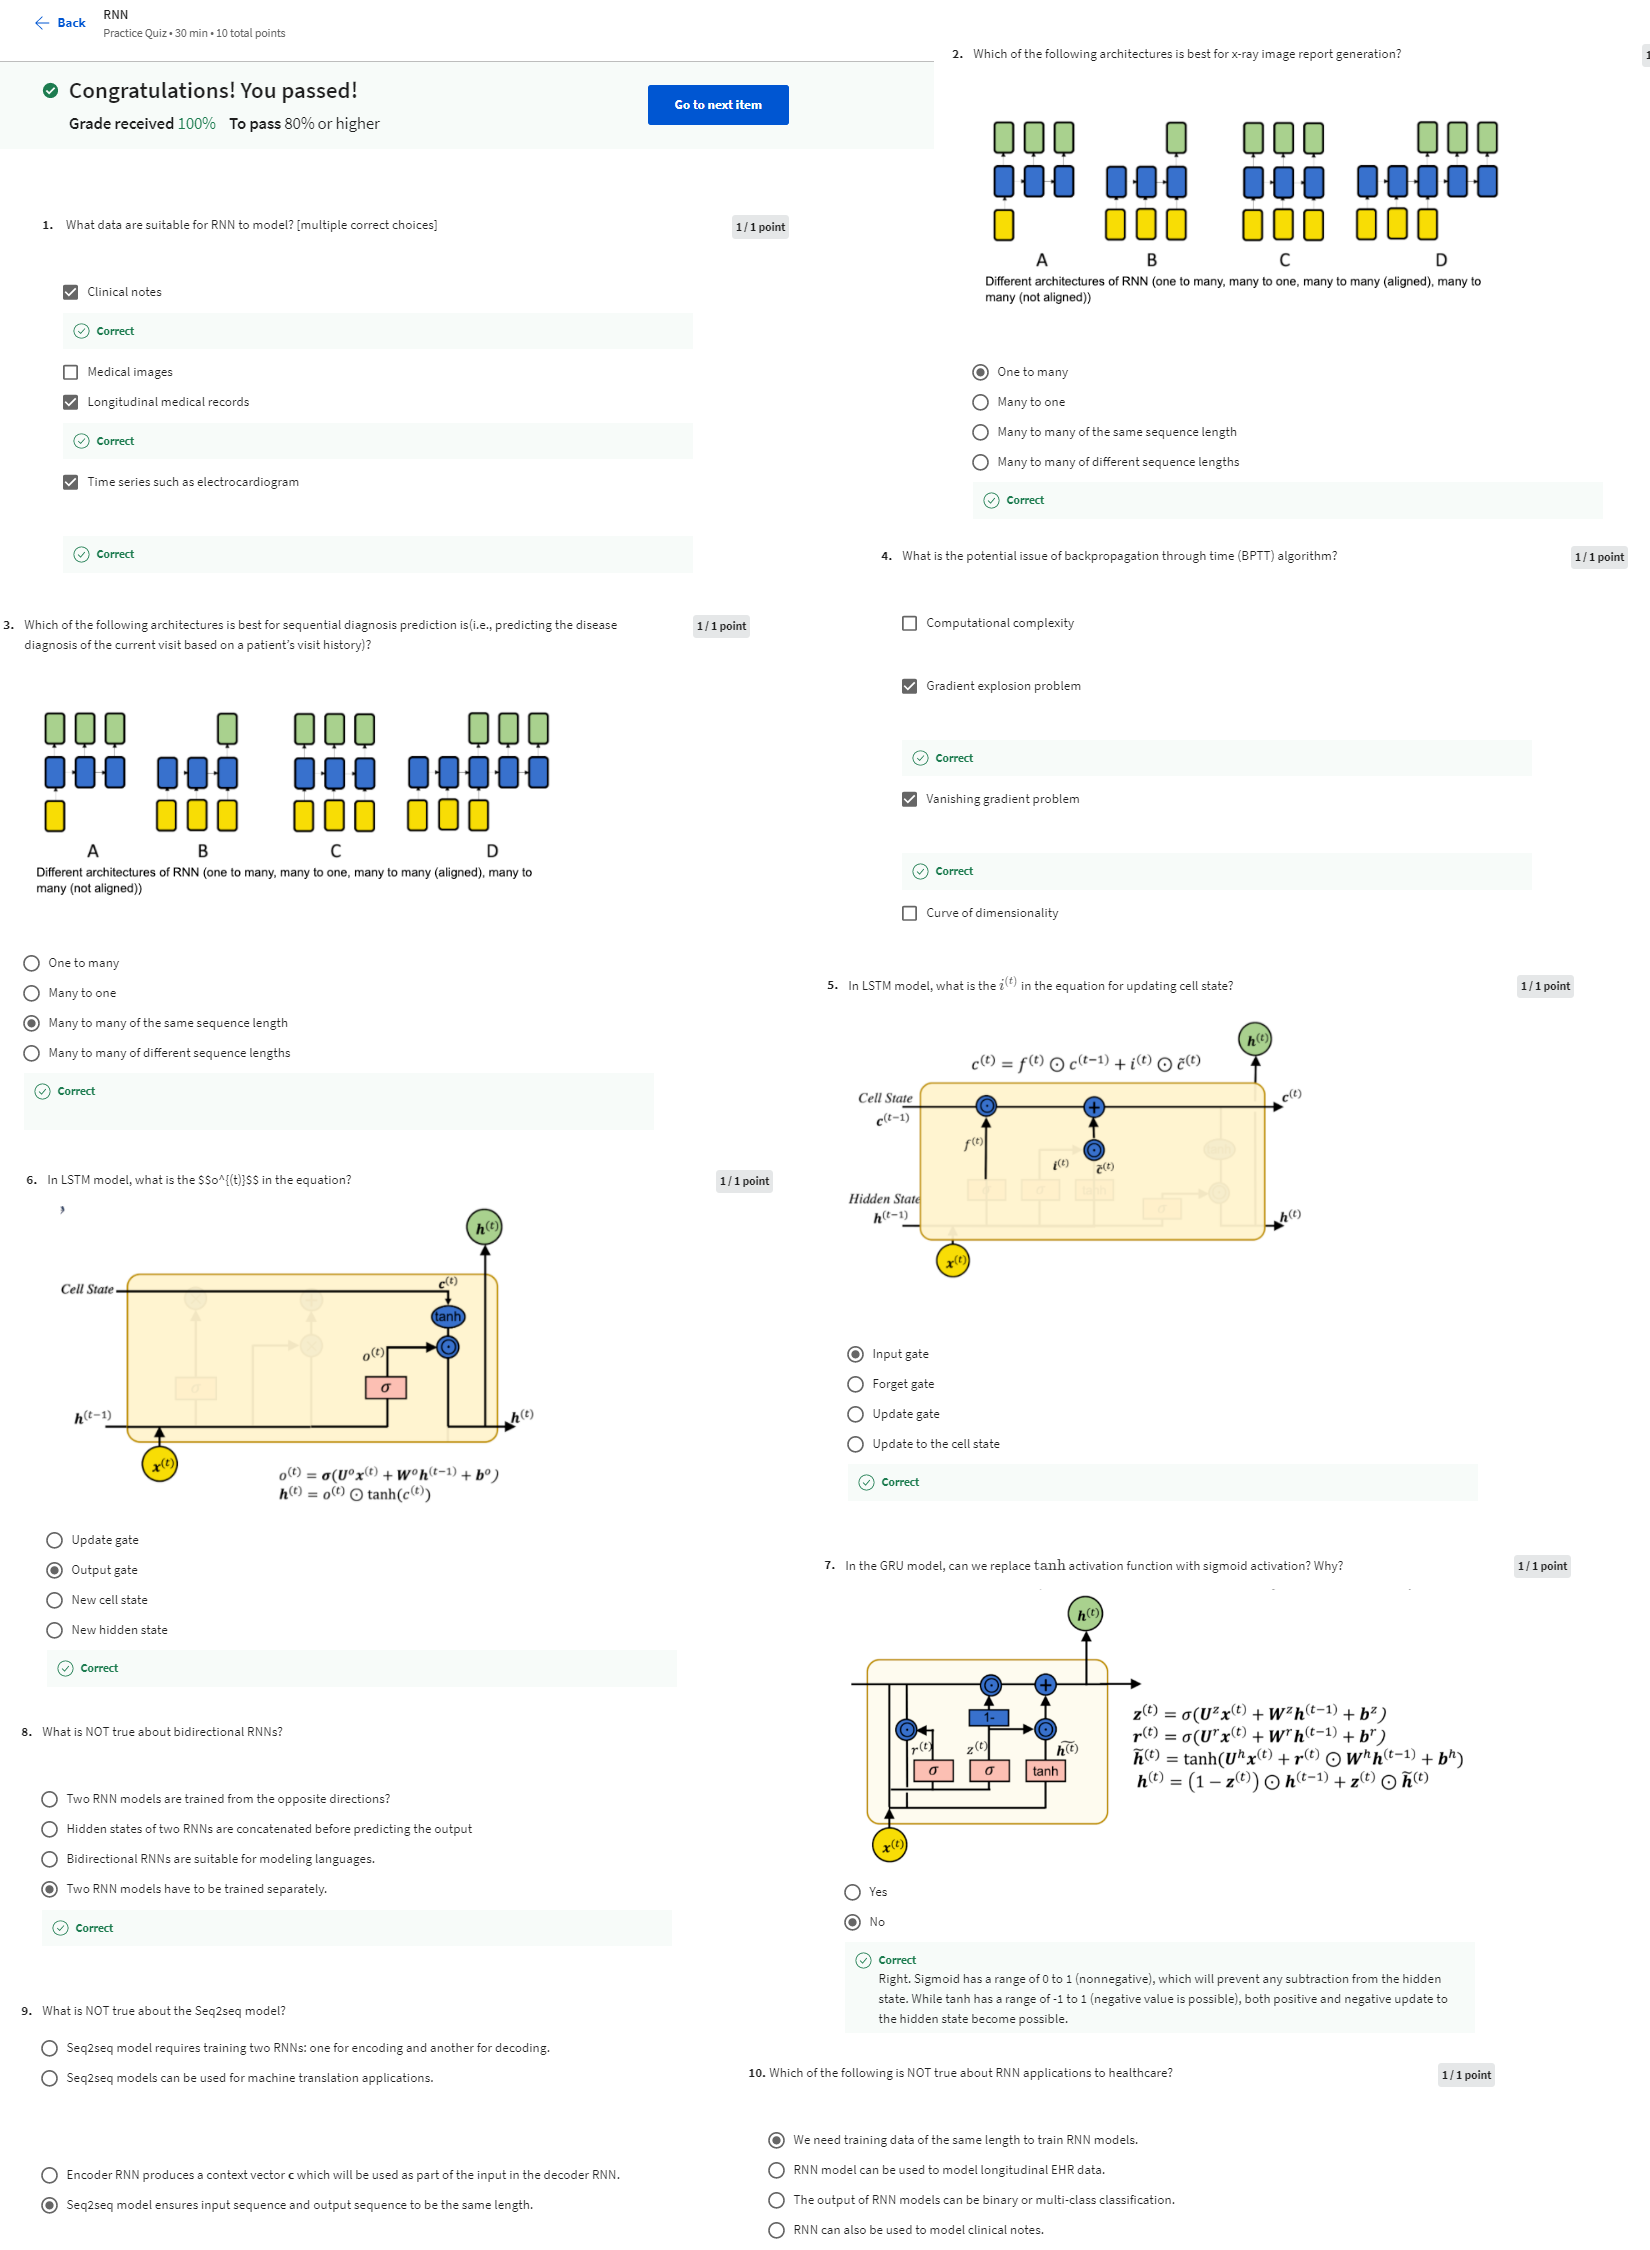 Back
RNN
Practice Quiz • 30 min • 10 total points
Congratulations! You passed!
Grade received 100% To pass 80% or higher
Go to next item
1. What data are suitable for RNN to model? [multiple correct choices]
1 / 1 point
Clinical notes
Correct
Medical images
Longitudinal medical records
Correct
Time series such as electrocardiogram
Correct
2. Which of the following architectures is best for x-ray image report generation?
1
A B C D
Different architectures of RNN (one to many, many to one, many to many (aligned), many to
many (not aligned))
One to many
Many to one
Many to many of the same sequence length
Many to many of different sequence lengths
Correct
3. Which of the following architectures is best for sequential diagnosis prediction is(i.e., predicting the disease
diagnosis of the current visit based on a patient's visit history)?
1 / 1 point
A B C D
Different architectures of RNN (one to many, many to one, many to many (aligned), many to
many (not aligned))
One to many
Many to one
Many to many of the same sequence length
Many to many of different sequence lengths
Correct
4. What is the potential issue of backpropagation through time (BPTT) algorithm?
1 / 1 point
Computational complexity
Gradient explosion problem
Correct
Vanishing gradient problem
Correct
Curve of dimensionality
5. In LSTM model, what is the i^(t) in the equation for updating cell state?
1 / 1 point
h^(t)
c^(t) = f^(t) ⊙ c^(t−1) + i^(t) ⊙ c̃^(t)
Cell State
c^(t−1)
c^(t)
f^(t)
i^(t)
c̃^(t)
Hidden State
h^(t−1)
h^(t)
x^(t)
Input gate
Forget gate
Update gate
Update to the cell state
Correct
6. In LSTM model, what is the $$o^{(t)}$$ in the equation?
1 / 1 point
,
h^(t)
Cell State
c^(t)
tanh
o^(t)
σ
h^(t−1)
h^(t)
x^(t)
o^(t) = σ(U^o x^(t) + W^o h^(t−1) + b^o)
h^(t) = o^(t) ⊙ tanh(c^(t))
Update gate
Output gate
New cell state
New hidden state
Correct
7. In the GRU model, can we replace tanh activation function with sigmoid activation? Why?
1 / 1 point
h^(t)
1-
r^(t)
z^(t)
h̃^(t)
σ σ tanh
x^(t)
z^(t) = σ(U^z x^(t) + W^z h^(t−1) + b^z)
r^(t) = σ(U^r x^(t) + W^r h^(t−1) + b^r)
h̃^(t) = tanh(U^h x^(t) + r^(t) ⊙ W^h h^(t−1) + b^h)
h^(t) = (1 − z^(t)) ⊙ h^(t−1) + z^(t) ⊙ h̃^(t)
Yes
No
Correct
Right. Sigmoid has a range of 0 to 1 (nonnegative), which will prevent any subtraction from the hidden
state. While tanh has a range of -1 to 1 (negative value is possible), both positive and negative update to
the hidden state become possible.
8. What is NOT true about bidirectional RNNs?
Two RNN models are trained from the opposite directions?
Hidden states of two RNNs are concatenated before predicting the output
Bidirectional RNNs are suitable for modeling languages.
Two RNN models have to be trained separately.
Correct
9. What is NOT true about the Seq2seq model?
Seq2seq model requires training two RNNs: one for encoding and another for decoding.
Seq2seq models can be used for machine translation applications.
Encoder RNN produces a context vector c which will be used as part of the input in the decoder RNN.
Seq2seq model ensures input sequence and output sequence to be the same length.
10. Which of the following is NOT true about RNN applications to healthcare?
1 / 1 point
We need training data of the same length to train RNN models.
RNN model can be used to model longitudinal EHR data.
The output of RNN models can be binary or multi-class classification.
RNN can also be used to model clinical notes.